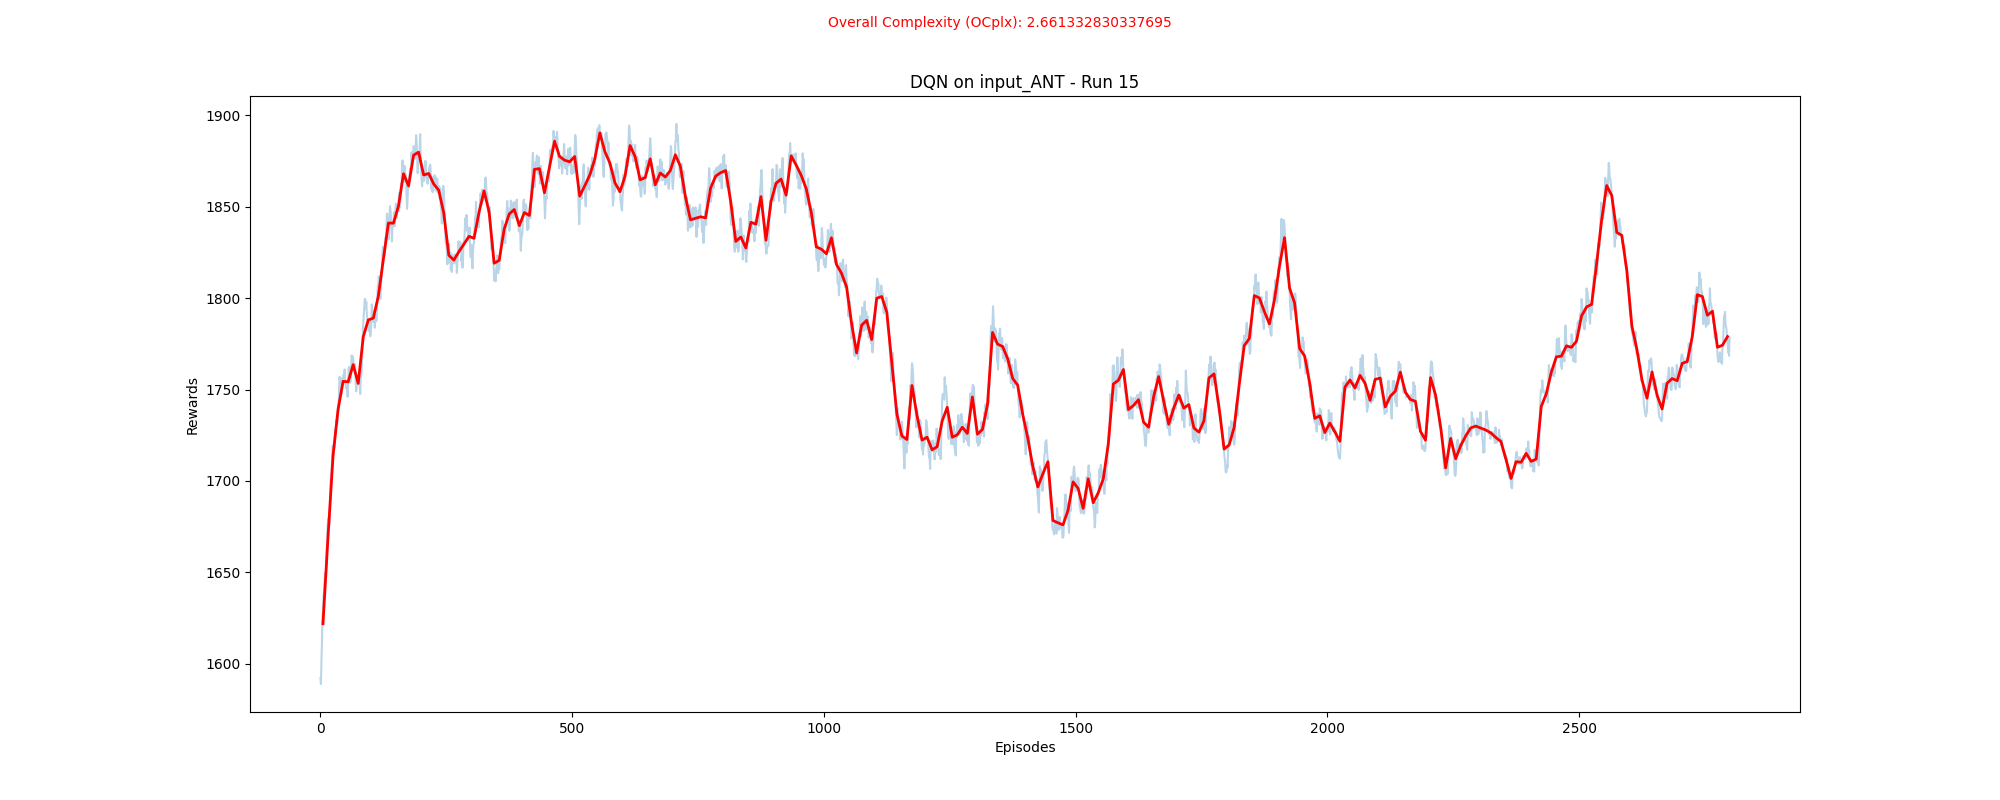 Overall Complexity (OCplx): 2.661332830337695
DQN on input_ANT - Run 15
1900
1850
1800
1750
1700
1650
1600
Rewards
0 500 1000 1500 2000 2500
Episodes